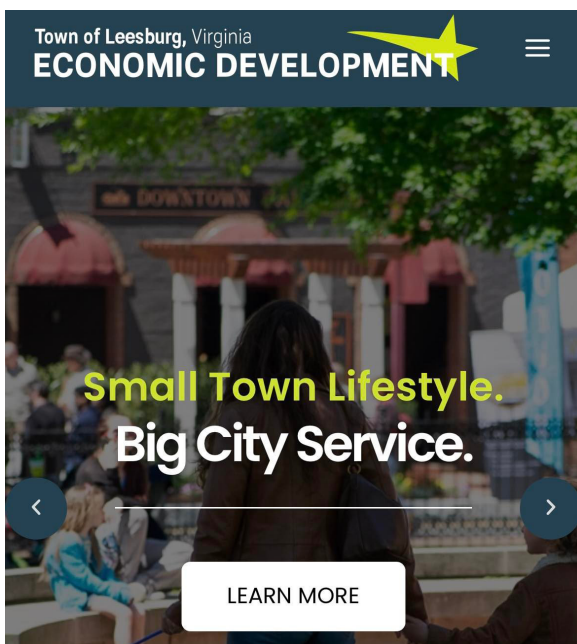 Town of Leesburg, Virginia
ECONOMIC DEVELOPMENT
DOWNTOWN
Small Town Lifestyle.
Big City Service.
LEARN MORE